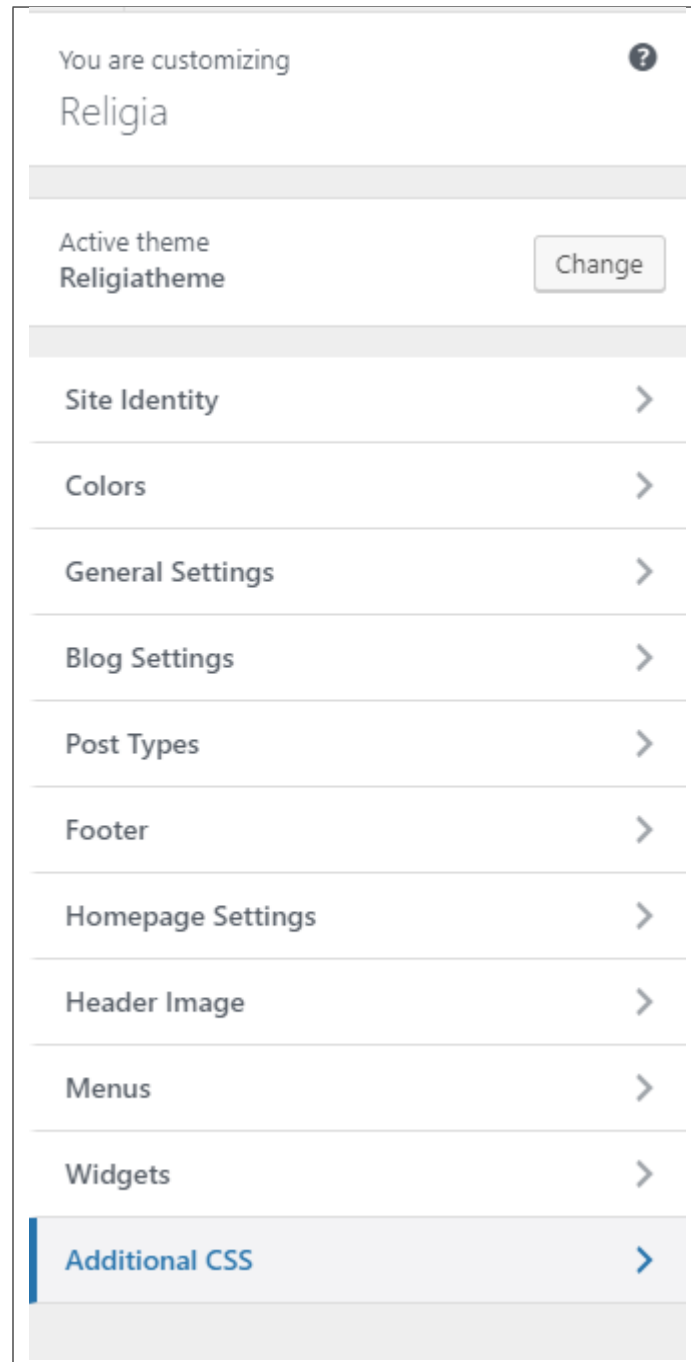 You are customizing
Religia
Active theme
Religiatheme
Change
Site Identity
Colors
General Settings
Blog Settings
Post Types
Footer
Homepage Settings
Header Image
Menus
Widgets
Additional CSS